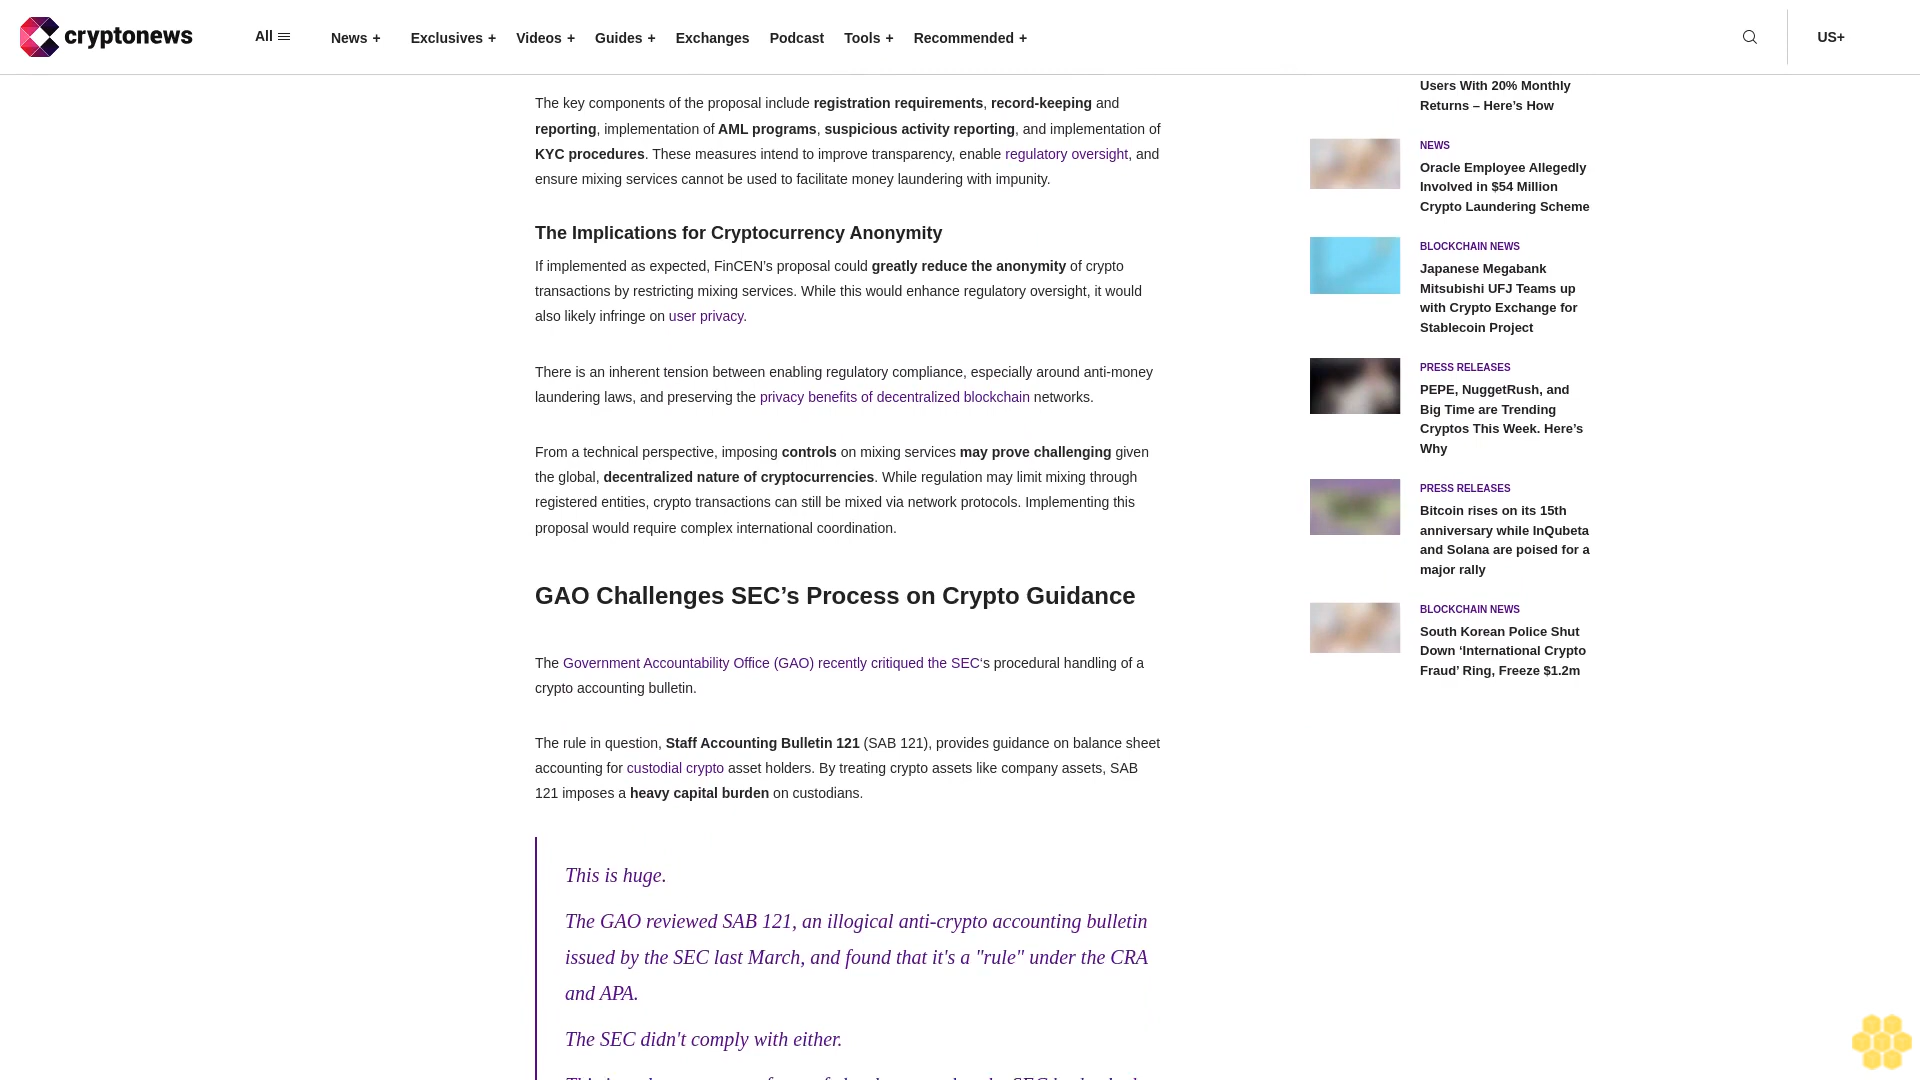 cryptonews
All
News +
Exclusives +
Videos +
Guides +
Exchanges
Podcast
Tools +
Recommended +
US+
The key components of the proposal include registration requirements, record-keeping and
reporting, implementation of AML programs, suspicious activity reporting, and implementation of
KYC procedures. These measures intend to improve transparency, enable regulatory oversight, and
ensure mixing services cannot be used to facilitate money laundering with impunity.
The Implications for Cryptocurrency Anonymity
If implemented as expected, FinCEN’s proposal could greatly reduce the anonymity of crypto
transactions by restricting mixing services. While this would enhance regulatory oversight, it would
also likely infringe on user privacy.
There is an inherent tension between enabling regulatory compliance, especially around anti-money
laundering laws, and preserving the privacy benefits of decentralized blockchain networks.
From a technical perspective, imposing controls on mixing services may prove challenging given
the global, decentralized nature of cryptocurrencies. While regulation may limit mixing through
registered entities, crypto transactions can still be mixed via network protocols. Implementing this
proposal would require complex international coordination.
GAO Challenges SEC’s Process on Crypto Guidance
The Government Accountability Office (GAO) recently critiqued the SEC‘s procedural handling of a
crypto accounting bulletin.
The rule in question, Staff Accounting Bulletin 121 (SAB 121), provides guidance on balance sheet
accounting for custodial crypto asset holders. By treating crypto assets like company assets, SAB
121 imposes a heavy capital burden on custodians.
This is huge.
The GAO reviewed SAB 121, an illogical anti-crypto accounting bulletin
issued by the SEC last March, and found that it's a "rule" under the CRA
and APA.
The SEC didn't comply with either.
Users With 20% Monthly
Returns – Here’s How
NEWS
Oracle Employee Allegedly
Involved in $54 Million
Crypto Laundering Scheme
BLOCKCHAIN NEWS
Japanese Megabank
Mitsubishi UFJ Teams up
with Crypto Exchange for
Stablecoin Project
PRESS RELEASES
PEPE, NuggetRush, and
Big Time are Trending
Cryptos This Week. Here’s
Why
PRESS RELEASES
Bitcoin rises on its 15th
anniversary while InQubeta
and Solana are poised for a
major rally
BLOCKCHAIN NEWS
South Korean Police Shut
Down ‘International Crypto
Fraud’ Ring, Freeze $1.2m